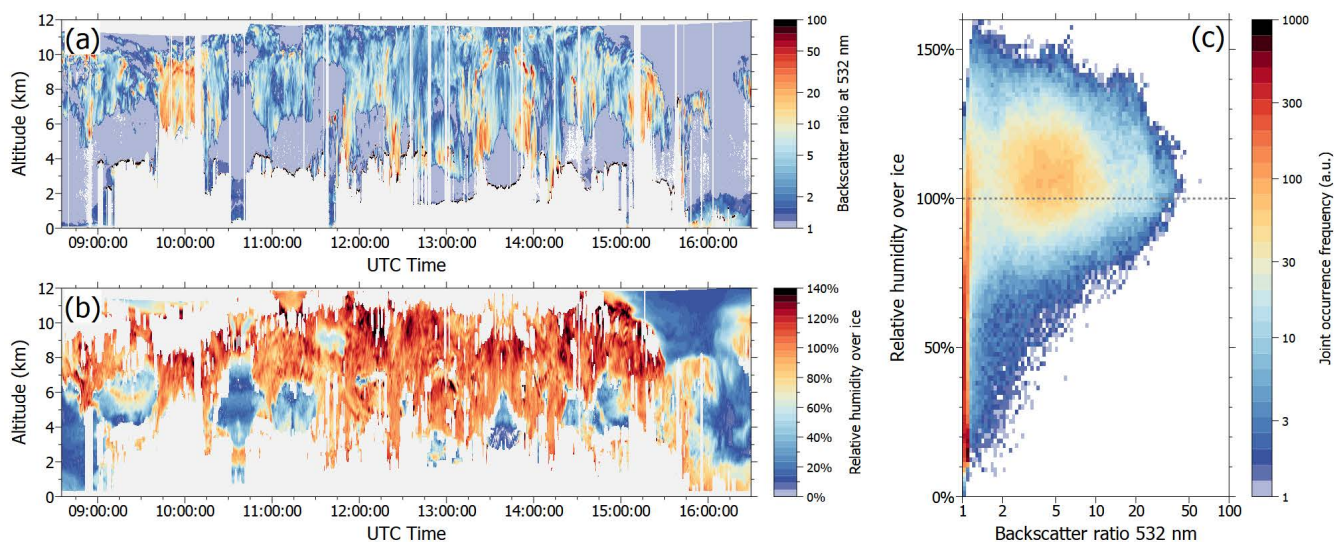 (a)
12
10
8
6
4
2
0
Altitude (km)
09:00:00 10:00:00 11:00:00 12:00:00 13:00:00 14:00:00 15:00:00 16:00:00
UTC Time
100
50
20
10
5
2
1
Backscatter ratio at 532 nm
(b)
12
10
8
6
4
2
0
Altitude (km)
09:00:00 10:00:00 11:00:00 12:00:00 13:00:00 14:00:00 15:00:00 16:00:00
UTC Time
140%
120%
100%
80%
60%
40%
20%
0%
Relative humidity over ice
(c)
150%
100%
50%
0%
Relative humidity over ice
1 2 5 10 20 50 100
Backscatter ratio 532 nm
1000
300
100
30
10
3
1
Joint occurrence frequency (a.u.)